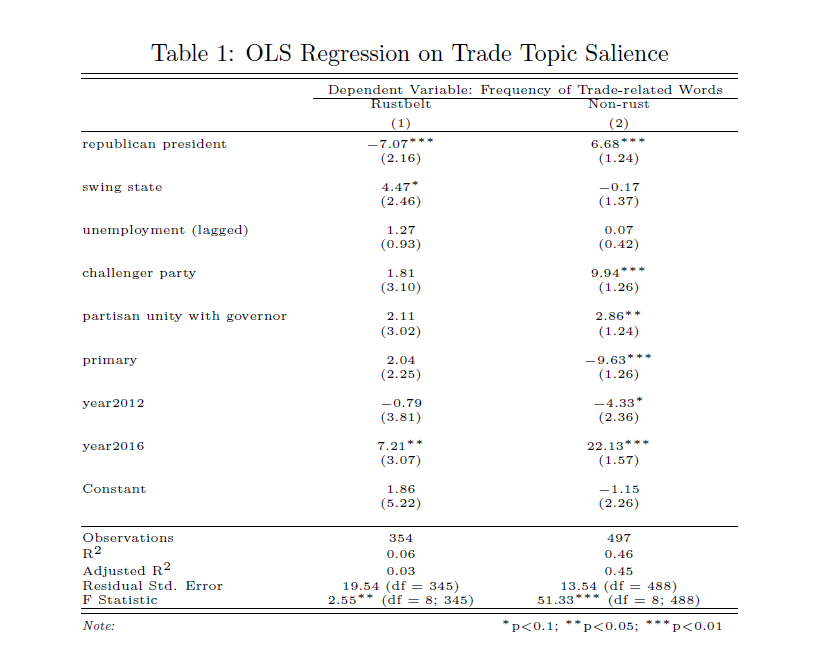 Table 1: OLS Regression on Trade Topic Salience
Dependent Variable: Frequency of Trade-related Words
Rustbelt Non-rust
(1) (2)
republican president −7.07*** 6.68***
(2.16) (1.24)
swing state 4.47* −0.17
(2.46) (1.37)
unemployment (lagged) 1.27 0.07
(0.93) (0.42)
challenger party 1.81 9.94***
(3.10) (1.26)
partisan unity with governor 2.11 2.86**
(3.02) (1.24)
primary 2.04 −9.63***
(2.25) (1.26)
year2012 −0.79 −4.33*
(3.81) (2.36)
year2016 7.21** 22.13***
(3.07) (1.57)
Constant 1.86 −1.15
(5.22) (2.26)
Observations 354 497
R2 0.06 0.46
Adjusted R2 0.03 0.45
Residual Std. Error 19.54 (df = 345) 13.54 (df = 488)
F Statistic 2.55** (df = 8; 345) 51.33*** (df = 8; 488)
Note: *p<0.1; **p<0.05; ***p<0.01